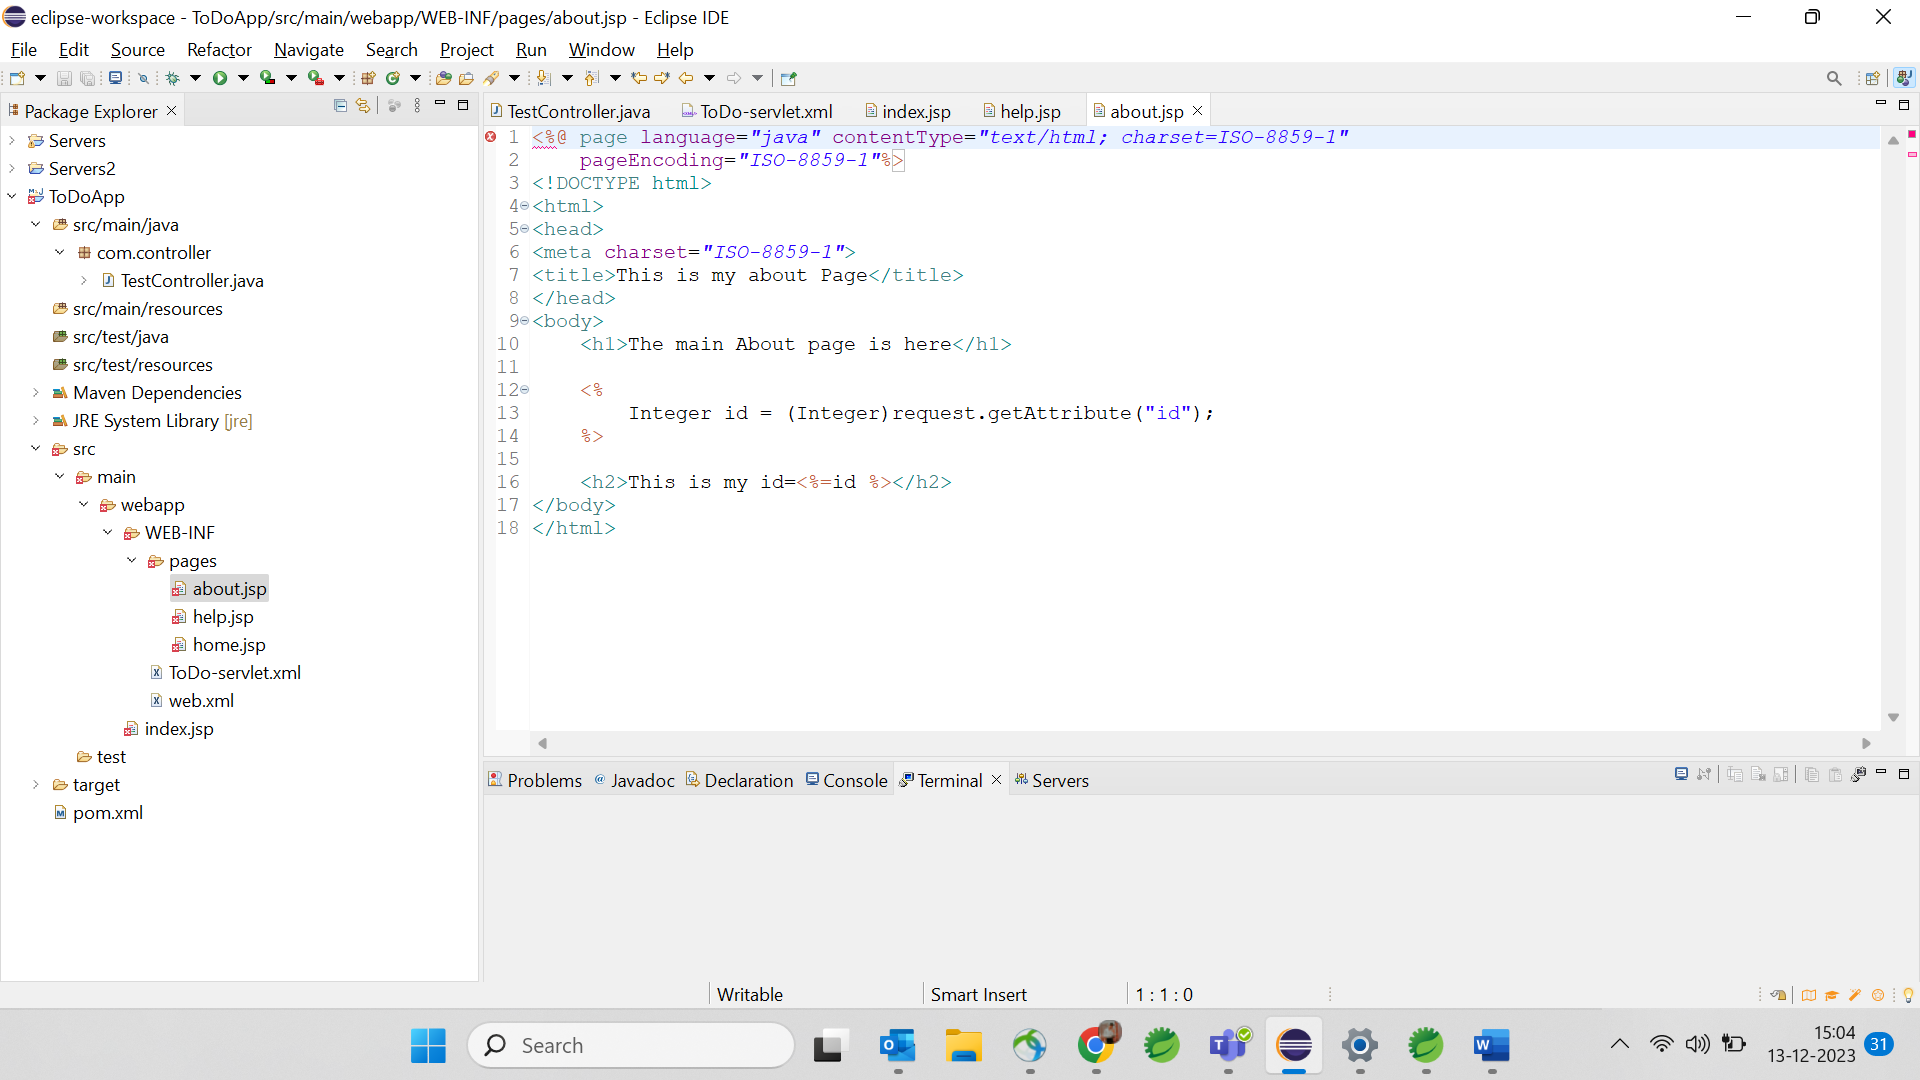 eclipse-workspace - ToDoApp/src/main/webapp/WEB-INF/pages/about.jsp - Eclipse IDE
File Edit Source Refactor Navigate Search Project Run Window Help
Package Explorer
Servers
Servers2
ToDoApp
src/main/java
com.controller
TestController.java
src/main/resources
src/test/java
src/test/resources
Maven Dependencies
JRE System Library [jre]
src
main
webapp
WEB-INF
pages
about.jsp
help.jsp
home.jsp
ToDo-servlet.xml
web.xml
index.jsp
test
target
pom.xml
TestController.java ToDo-servlet.xml index.jsp help.jsp about.jsp
1 <%@ page language="java" contentType="text/html; charset=ISO-8859-1"
2     pageEncoding="ISO-8859-1"%>
3 <!DOCTYPE html>
4 <html>
5 <head>
6 <meta charset="ISO-8859-1">
7 <title>This is my about Page</title>
8 </head>
9 <body>
10     <h1>The main About page is here</h1>
11
12     <%
13         Integer id = (Integer)request.getAttribute("id");
14     %>
15
16     <h2>This is my id=<%=id %></h2>
17 </body>
18 </html>
Problems Javadoc Declaration Console Terminal Servers
Writable Smart Insert 1 : 1 : 0
Search
15:04
13-12-2023
31